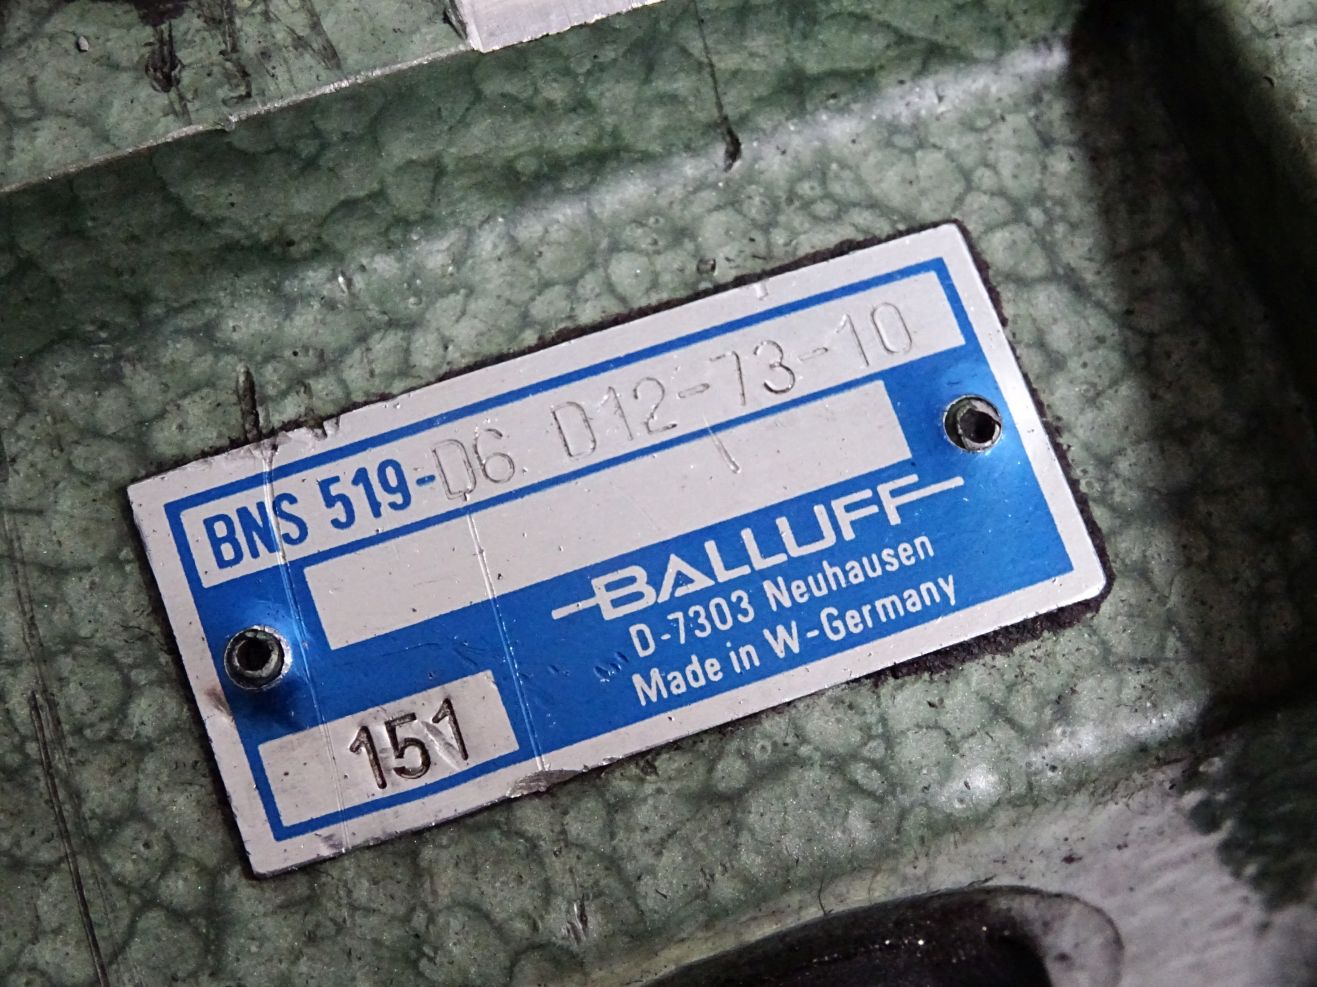 BNS 519-D6 D12-73-10
BALLUFF
D-7303 Neuhausen
Made in W-Germany
151